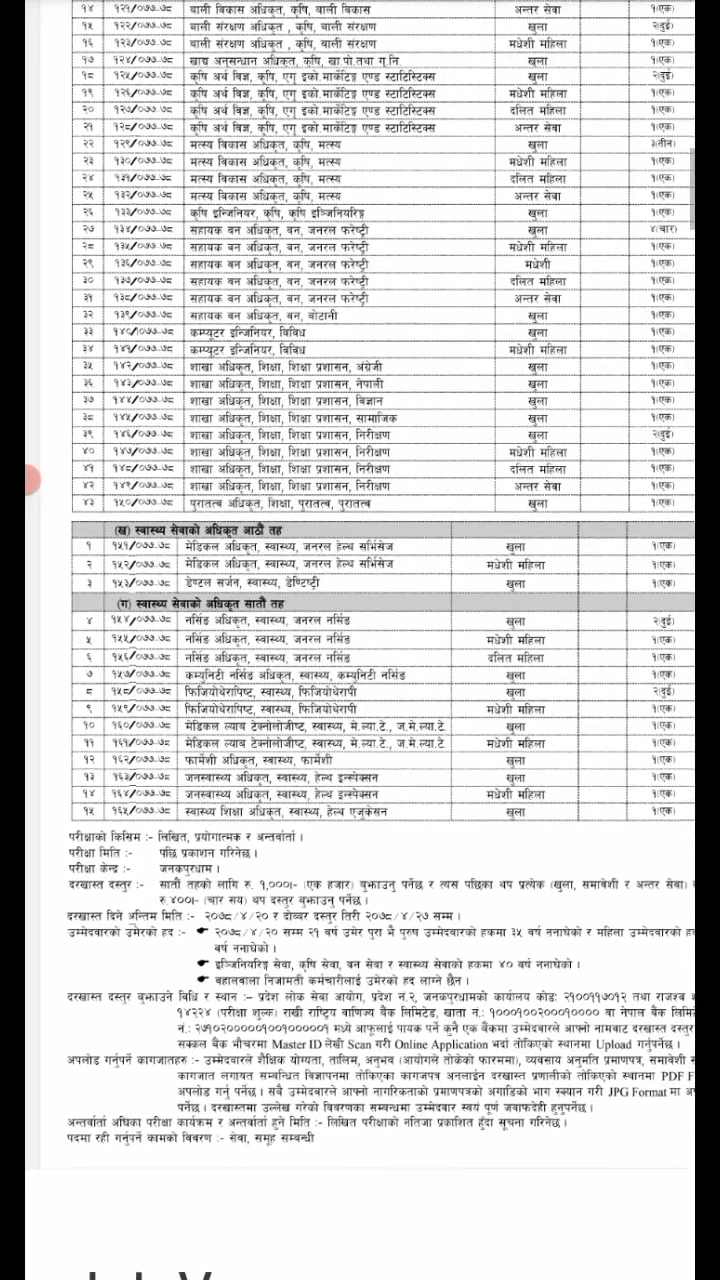 १४ १२१/०७७-७८ बाली विकास अधिकृत, कृषि, बाली विकास अन्तर सेवा १(एक)
१५ १२२/०७७-७८ बाली संरक्षण अधिकृत , कृषि, बाली संरक्षण खुला २(दुई)
१६ १२३/०७७-७८ बाली संरक्षण अधिकृत , कृषि, बाली संरक्षण मधेशी महिला १(एक)
१७ १२४/०७७-७८ खाद्य अनुसन्धान अधिकृत, कृषि, खा.पो.तथा गु.नि. खुला १(एक)
१८ १२५/०७७-७८ कृषि अर्थ विज्ञ, कृषि, एगृ इको.मार्केटिङ्ग एण्ड स्टाटिस्टिक्स खुला २(दुई)
१९ १२६/०७७-७८ कृषि अर्थ विज्ञ, कृषि, एगृ इको.मार्केटिङ्ग एण्ड स्टाटिस्टिक्स मधेशी महिला १(एक)
२० १२७/०७७-७८ कृषि अर्थ विज्ञ, कृषि, एगृ इको.मार्केटिङ्ग एण्ड स्टाटिस्टिक्स दलित महिला १(एक)
२१ १२८/०७७-७८ कृषि अर्थ विज्ञ, कृषि, एगृ इको.मार्केटिङ्ग एण्ड स्टाटिस्टिक्स अन्तर सेवा १(एक)
२२ १२९/०७७-७८ मत्स्य विकास अधिकृत, कृषि, मत्स्य खुला ३(तीन)
२३ १३०/०७७-७८ मत्स्य विकास अधिकृत, कृषि, मत्स्य मधेशी महिला १(एक)
२४ १३१/०७७-७८ मत्स्य विकास अधिकृत, कृषि, मत्स्य दलित महिला १(एक)
२५ १३२/०७७-७८ मत्स्य विकास अधिकृत, कृषि, मत्स्य अन्तर सेवा १(एक)
२६ १३३/०७७-७८ कृषि इन्जिनियर, कृषि, कृषि इञ्जिनियरिङ्ग खुला १(एक)
२७ १३४/०७७-७८ सहायक वन अधिकृत, वन, जनरल फरेष्ट्री खुला ४(चार)
२८ १३५/०७७-७८ सहायक वन अधिकृत, वन, जनरल फरेष्ट्री मधेशी महिला १(एक)
२९ १३६/०७७-७८ सहायक वन अधिकृत, वन, जनरल फरेष्ट्री मधेशी १(एक)
३० १३७/०७७-७८ सहायक वन अधिकृत, वन, जनरल फरेष्ट्री दलित महिला १(एक)
३१ १३८/०७७-७८ सहायक वन अधिकृत, वन, जनरल फरेष्ट्री अन्तर सेवा १(एक)
३२ १३९/०७७-७८ सहायक वन अधिकृत, वन, बोटानी खुला १(एक)
३३ १४०/०७७-७८ कम्प्यूटर इन्जिनियर, विविध खुला १(एक)
३४ १४१/०७७-७८ कम्प्यूटर इन्जिनियर, विविध मधेशी महिला १(एक)
३५ १४२/०७७-७८ शाखा अधिकृत, शिक्षा, शिक्षा प्रशासन, अंग्रेजी खुला १(एक)
३६ १४३/०७७-७८ शाखा अधिकृत, शिक्षा, शिक्षा प्रशासन, नेपाली खुला १(एक)
३७ १४४/०७७-७८ शाखा अधिकृत, शिक्षा, शिक्षा प्रशासन, विज्ञान खुला १(एक)
३८ १४५/०७७-७८ शाखा अधिकृत, शिक्षा, शिक्षा प्रशासन, सामाजिक खुला १(एक)
३९ १४६/०७७-७८ शाखा अधिकृत, शिक्षा, शिक्षा प्रशासन, निरीक्षण खुला २(दुई)
४० १४७/०७७-७८ शाखा अधिकृत, शिक्षा, शिक्षा प्रशासन, निरीक्षण मधेशी महिला १(एक)
४१ १४८/०७७-७८ शाखा अधिकृत, शिक्षा, शिक्षा प्रशासन, निरीक्षण दलित महिला १(एक)
४२ १४९/०७७-७८ शाखा अधिकृत, शिक्षा, शिक्षा प्रशासन, निरीक्षण अन्तर सेवा १(एक)
४३ १५०/०७७-७८ पुरातत्व अधिकृत, शिक्षा, पुरातत्व, पुरातत्व खुला १(एक)
(ख) स्वास्थ्य सेवाको अधिकृत आठौं तह
१ १५१/०७७-७८ मेडिकल अधिकृत, स्वास्थ्य, जनरल हेल्थ सर्भिसेज खुला १(एक)
२ १५२/०७७-७८ मेडिकल अधिकृत, स्वास्थ्य, जनरल हेल्थ सर्भिसेज मधेशी महिला १(एक)
३ १५३/०७७-७८ डेण्टल सर्जन, स्वास्थ्य, डेण्टिष्ट्री खुला १(एक)
(ग) स्वास्थ्य सेवाको अधिकृत सातौं तह
४ १५४/०७७-७८ नर्सिङ अधिकृत, स्वास्थ्य, जनरल नर्सिङ खुला २(दुई)
५ १५५/०७७-७८ नर्सिङ अधिकृत, स्वास्थ्य, जनरल नर्सिङ मधेशी महिला १(एक)
६ १५६/०७७-७८ नर्सिङ अधिकृत, स्वास्थ्य, जनरल नर्सिङ दलित महिला १(एक)
७ १५७/०७७-७८ कम्युनिटी नर्सिङ अधिकृत, स्वास्थ्य, कम्युनिटी नर्सिङ खुला १(एक)
८ १५८/०७७-७८ फिजियोथेरापिष्ट, स्वास्थ्य, फिजियोथेरापी खुला २(दुई)
९ १५९/०७७-७८ फिजियोथेरापिष्ट, स्वास्थ्य, फिजियोथेरापी मधेशी महिला १(एक)
१० १६०/०७७-७८ मेडिकल ल्याव टेक्नोलोजीष्ट, स्वास्थ्य, मे.ल्या.टे., ज.मे.ल्या.टे. खुला १(एक)
११ १६१/०७७-७८ मेडिकल ल्याव टेक्नोलोजीष्ट, स्वास्थ्य, मे.ल्या.टे., ज.मे.ल्या.टे. मधेशी महिला १(एक)
१२ १६२/०७७-७८ फार्मेशी अधिकृत, स्वास्थ्य, फार्मेशी खुला १(एक)
१३ १६३/०७७-७८ जनस्वास्थ्य अधिकृत, स्वास्थ्य, हेल्थ इन्स्पेक्सन खुला १(एक)
१४ १६४/०७७-७८ जनस्वास्थ्य अधिकृत, स्वास्थ्य, हेल्थ इन्स्पेक्सन मधेशी महिला १(एक)
१५ १६५/०७७-७८ स्वास्थ्य शिक्षा अधिकृत, स्वास्थ्य, हेल्थ एजुकेसन खुला १(एक)
परीक्षाको किसिम :- लिखित, प्रयोगात्मक र अन्तर्वार्ता ।
परीक्षा मिति :- पछि प्रकाशन गरिनेछ ।
परीक्षा केन्द्र :- जनकपुरधाम ।
दरखास्त दस्तुर :- सातौं तहको लागि रु. १,०००।- (एक हजार) बुझाउनु पर्नेछ र त्यस पछिका थप प्रत्येक (खुला, समावेशी र अन्तर सेवा)
रु.४००।- (चार सय) थप दस्तुर बुझाउनु पर्नेछ ।
दरखास्त दिने अन्तिम मिति :- २०७८/४/२० र दोब्बर दस्तुर तिरी २०७८/४/२७ सम्म ।
उम्मेदवारको उमेरको हद :- ☛ २०७८/४/२० सम्म २१ वर्ष उमेर पुरा भै पुरुष उम्मेदवारको हकमा ३५ वर्ष ननाघेको र महिला उम्मेदवारको
वर्ष ननाघेको ।
☛ इञ्जिनियरिङ्ग सेवा, कृषि सेवा, वन सेवा र स्वास्थ्य सेवाको हकमा ४० वर्ष ननाघेको ।
☛ वहालवाला निजामती कर्मचारीलाई उमेरको हद लाग्ने छैन ।
दरखास्त दस्तुर बुझाउने विधि र स्थान :- प्रदेश लोक सेवा आयोग, प्रदेश नं.२, जनकपुरधामको कार्यालय कोड: २१००११७०१२ तथा राजश्व
१४२२४ (परीक्षा शुल्क) राखी राष्ट्रिय वाणिज्य बैंक लिमिटेड, खाता नं.: १०००१००२०००१०००० वा नेपाल बैंक
नं.: २७१०२०००००१००१००००१ मध्ये आफूलाई पायक पर्ने कुनै एक बैंकमा उम्मेदवारले आफ्नो नामबाट दरखास्त दस्तुर
सक्कल बैंक भौचरमा Master ID लेखी Scan गरी Online Application भर्दा तोकिएको स्थानमा Upload गर्नुपर्नेछ ।
अपलोड गर्नुपर्ने कागजातहरु :- उम्मेदवारले शैक्षिक योग्यता, तालिम, अनुभव (आयोगले तोकेको फारममा), व्यवसाय अनुमति प्रमाणपत्र, समावेशी
कागजात लगायत सम्बन्धित विज्ञापनमा तोकिएका कागजपत्र अनलाईन दरखास्त प्रणालीको तोकिएको स्थानमा PDF
अपलोड गर्नु पर्नेछ । सबै उम्मेदवारले आफ्नो नागरिकताको प्रमाणपत्रको अगाडिको भाग स्क्यान गरी JPG Format मा
पर्नेछ । दरखास्तमा उल्लेख गरेको विवरणका सम्बन्धमा उम्मेदवार स्वयं पूर्ण जवाफदेही हुनुपर्नेछ ।
अन्तर्वार्ता अघिका परीक्षा कार्यक्रम र अन्तर्वार्ता हुने मिति :- लिखित परीक्षाको नतिजा प्रकाशित हुँदा सूचना गरिनेछ ।
पदमा रही गर्नुपर्ने कामको विवरण :- सेवा, समूह सम्बन्धी